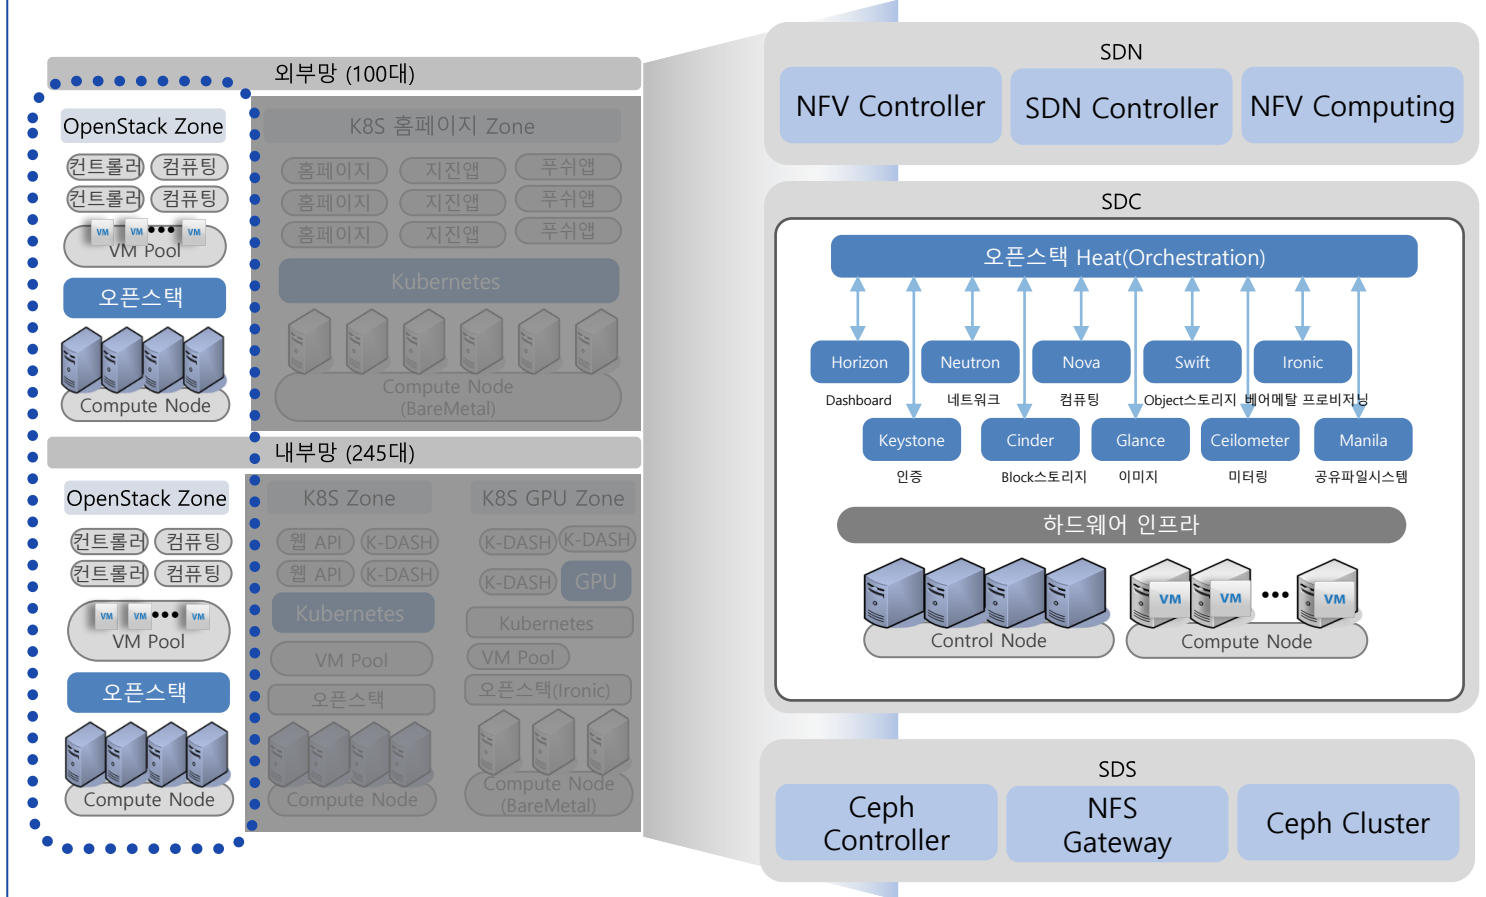 외부망 (100대)
OpenStack Zone
컨트롤러 컴퓨팅
컨트롤러 컴퓨팅
VM VM VM
VM Pool
오픈스택
Compute Node
K8S 홈페이지 Zone
홈페이지 지진앱 푸쉬앱
홈페이지 지진앱 푸쉬앱
홈페이지 지진앱 푸쉬앱
Kubernetes
Compute Node
(BareMetal)
내부망 (245대)
OpenStack Zone
컨트롤러 컴퓨팅
컨트롤러 컴퓨팅
VM VM VM
VM Pool
오픈스택
Compute Node
K8S Zone
웹 API K-DASH
웹 API K-DASH
Kubernetes
VM Pool
오픈스택
Compute Node
K8S GPU Zone
K-DASH K-DASH
K-DASH GPU
Kubernetes
VM Pool
오픈스택(Ironic)
Compute Node
(BareMetal)
SDN
NFV Controller
SDN Controller
NFV Computing
SDC
오픈스택 Heat(Orchestration)
Horizon Neutron Nova Swift Ironic
Dashboard 네트워크 컴퓨팅 Object스토리지 베어메탈 프로비저닝
Keystone Cinder Glance Ceilometer Manila
인증 Block스토리지 이미지 미터링 공유파일시스템
하드웨어 인프라
VM VM VM
Control Node
Compute Node
SDS
Ceph
Controller
NFS
Gateway
Ceph Cluster